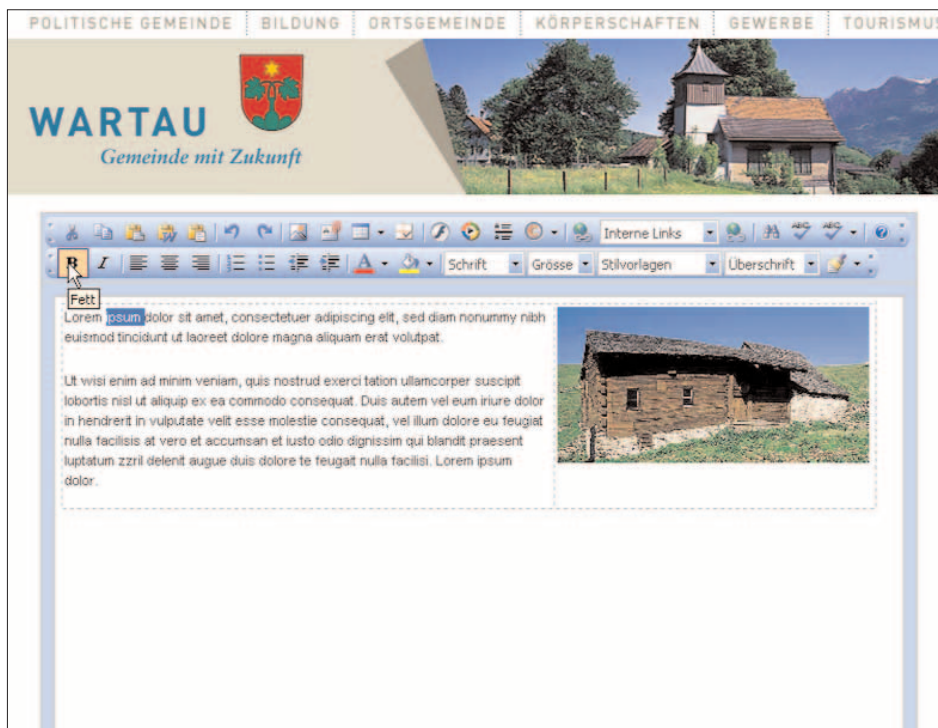 POLITISCHE GEMEINDE BILDUNG ORTSGEMEINDE KÖRPERSCHAFTEN GEWERBE TOURISMUS
WARTAU
Gemeinde mit Zukunft
Interne Links
ABC ABC
B I A Schrift Grösse Stilvorlagen Überschrift
Fett
Lorem ipsum dolor sit amet, consectetuer adipiscing elit, sed diam nonummy nibh
euismod tincidunt ut laoreet dolore magna aliquam erat volutpat.
Ut wisi enim ad minim veniam, quis nostrud exerci tation ullamcorper suscipit
lobortis nisl ut aliquip ex ea commodo consequat. Duis autem vel eum iriure dolor
in hendrerit in vulputate velit esse molestie consequat, vel illum dolore eu feugiat
nulla facilisis at vero et accumsan et iusto odio dignissim qui blandit praesent
luptatum zzril delenit augue duis dolore te feugait nulla facilisi. Lorem ipsum
dolor.